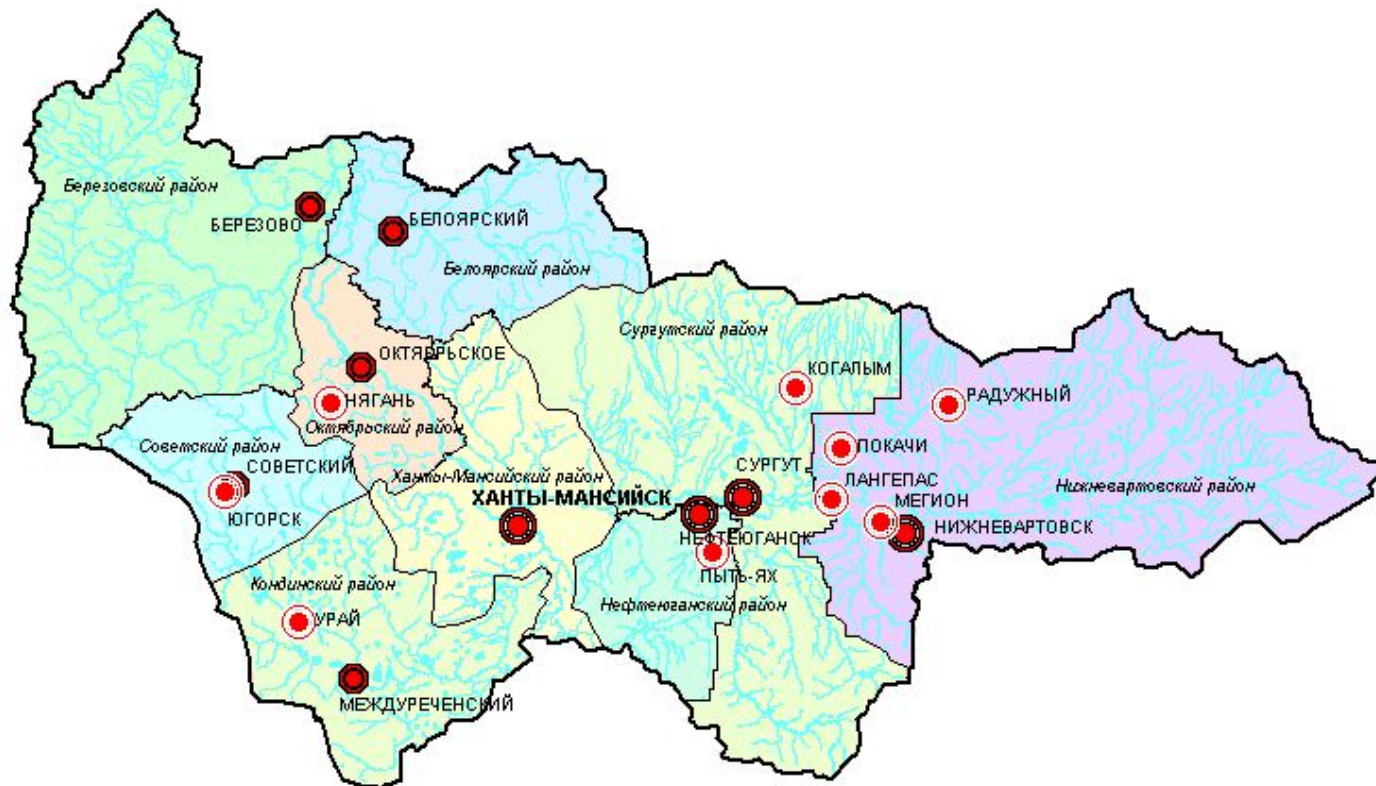 Березовский район
БЕРЕЗОВО
БЕЛОЯРСКИЙ
Белоярский район
Сургутский район
ОКТЯБРЬСКОЕ
КОГАЛЫМ
РАДУЖНЫЙ
НЯГАНЬ
Октябрьский район
Советский район
ПОКАЧИ
СОВЕТСКИЙ
СУРГУТ
Ханты-Мансийский район
ЛАНГЕПАС
Нижневартовский район
ХАНТЫ-МАНСИЙСК
МЕГИОН
ЮГОРСК
НИЖНЕВАРТОВСК
НЕФТЕЮГАНСК
ПЫТЬ-ЯХ
Кондинский район
Нефтеюганский район
УРАЙ
МЕЖДУРЕЧЕНСКИЙ